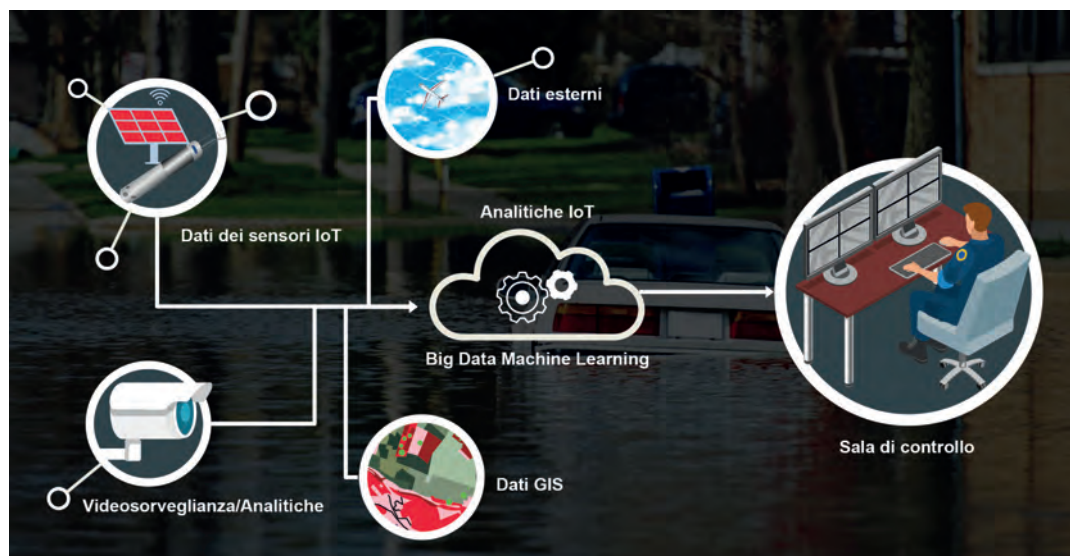 Dati esterni
Analitiche IoT
Dati dei sensori IoT
Big Data Machine Learning
Sala di controllo
Dati GIS
Videosorveglianza/Analitiche